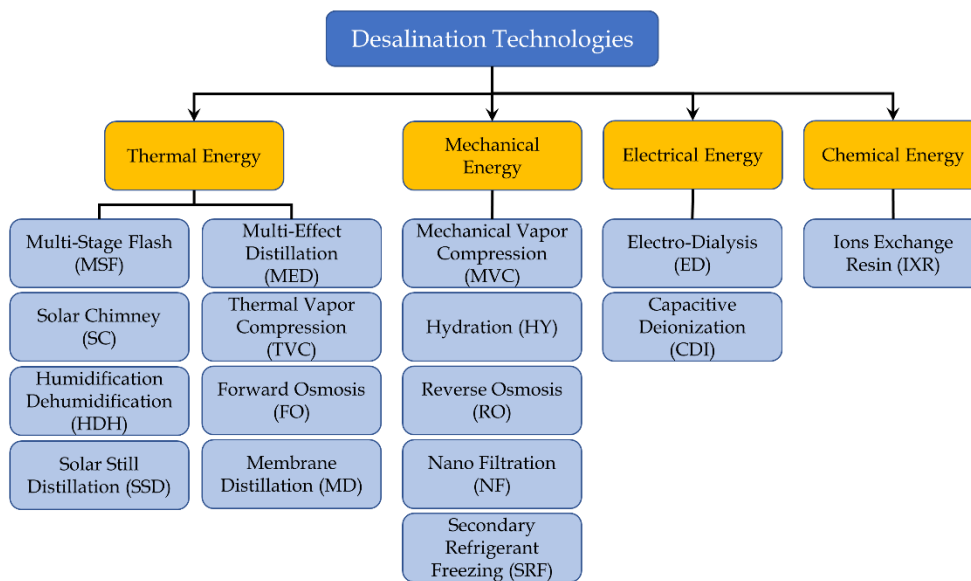 Desalination Technologies
Thermal Energy
Mechanical
Energy
Electrical Energy
Chemical Energy
Multi-Stage Flash
(MSF)
Solar Chimney
(SC)
Humidification
Dehumidification
(HDH)
Solar Still
Distillation (SSD)
Multi-Effect
Distillation
(MED)
Thermal Vapor
Compression
(TVC)
Forward Osmosis
(FO)
Membrane
Distillation (MD)
Mechanical Vapor
Compression
(MVC)
Hydration (HY)
Reverse Osmosis
(RO)
Nano Filtration
(NF)
Secondary
Refrigerant
Freezing (SRF)
Electro-Dialysis
(ED)
Capacitive
Deionization
(CDI)
Ions Exchange
Resin (IXR)